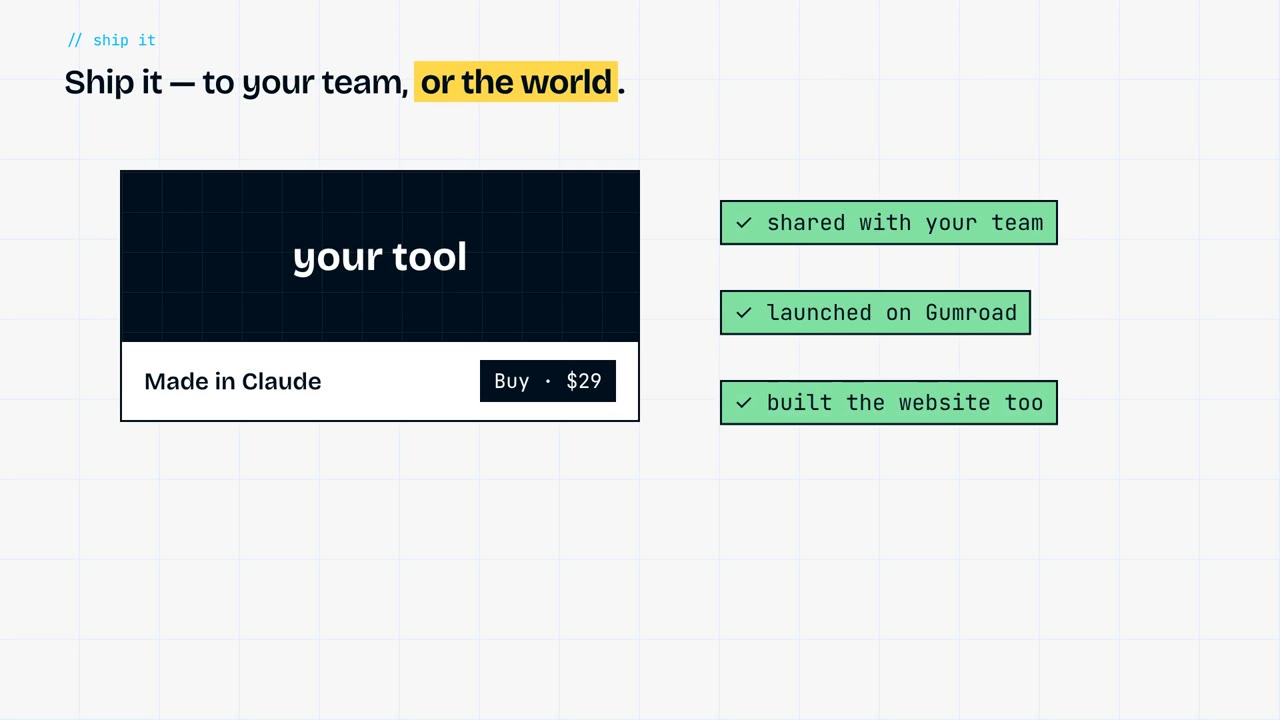 // ship it
Ship it — to your team, or the world.
your tool
Made in Claude
Buy · $29
✓ shared with your team
✓ launched on Gumroad
✓ built the website too